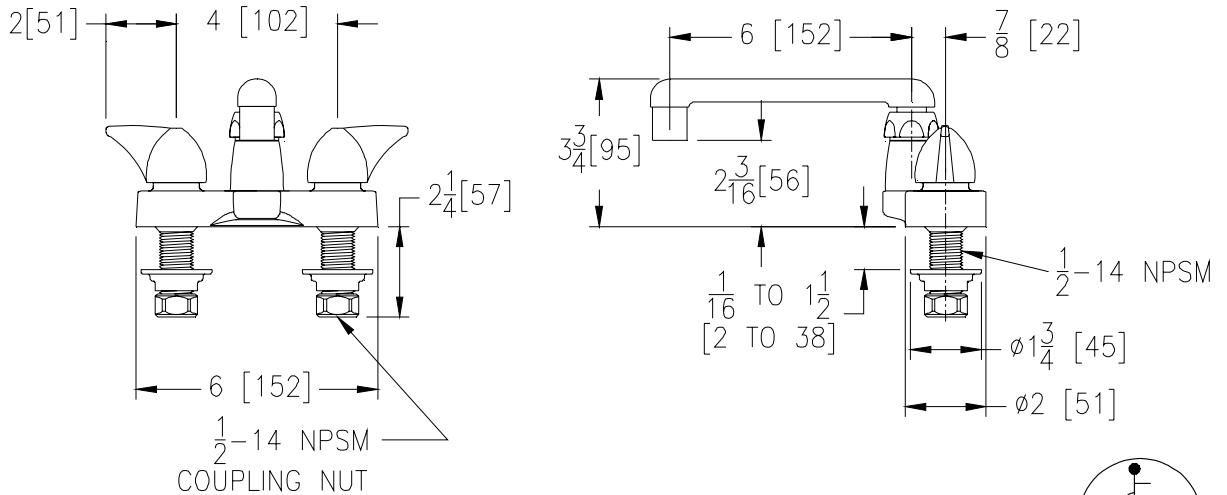 2[51]
4 [102]
2 1/4[57]
6 [152]
1/2-14 NPSM
COUPLING NUT
6 [152]
7/8 [22]
3 3/4[95]
2 3/16[56]
1/16 TO 1 1/2
[2 TO 38]
1/2-14 NPSM
ø1 3/4 [45]
ø2 [51]